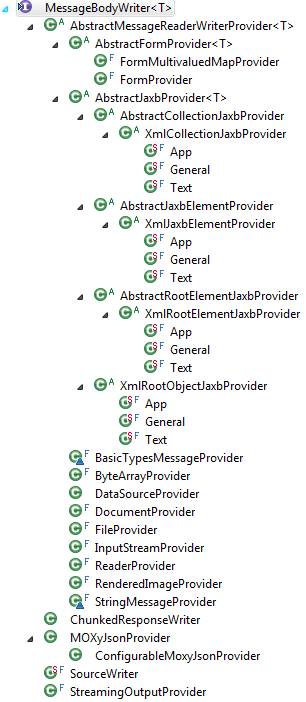 MessageBodyWriter<T>
AbstractMessageReaderWriterProvider<T>
AbstractFormProvider<T>
FormMultivaluedMapProvider
FormProvider
AbstractJaxbProvider<T>
AbstractCollectionJaxbProvider
XmlCollectionJaxbProvider
App
General
Text
AbstractJaxbElementProvider
XmlJaxbElementProvider
App
General
Text
AbstractRootElementJaxbProvider
XmlRootElementJaxbProvider
App
General
Text
XmlRootObjectJaxbProvider
App
General
Text
BasicTypesMessageProvider
ByteArrayProvider
DataSourceProvider
DocumentProvider
FileProvider
InputStreamProvider
ReaderProvider
RenderedImageProvider
StringMessageProvider
ChunkedResponseWriter
MOXyJsonProvider
ConfigurableMoxyJsonProvider
SourceWriter
StreamingOutputProvider